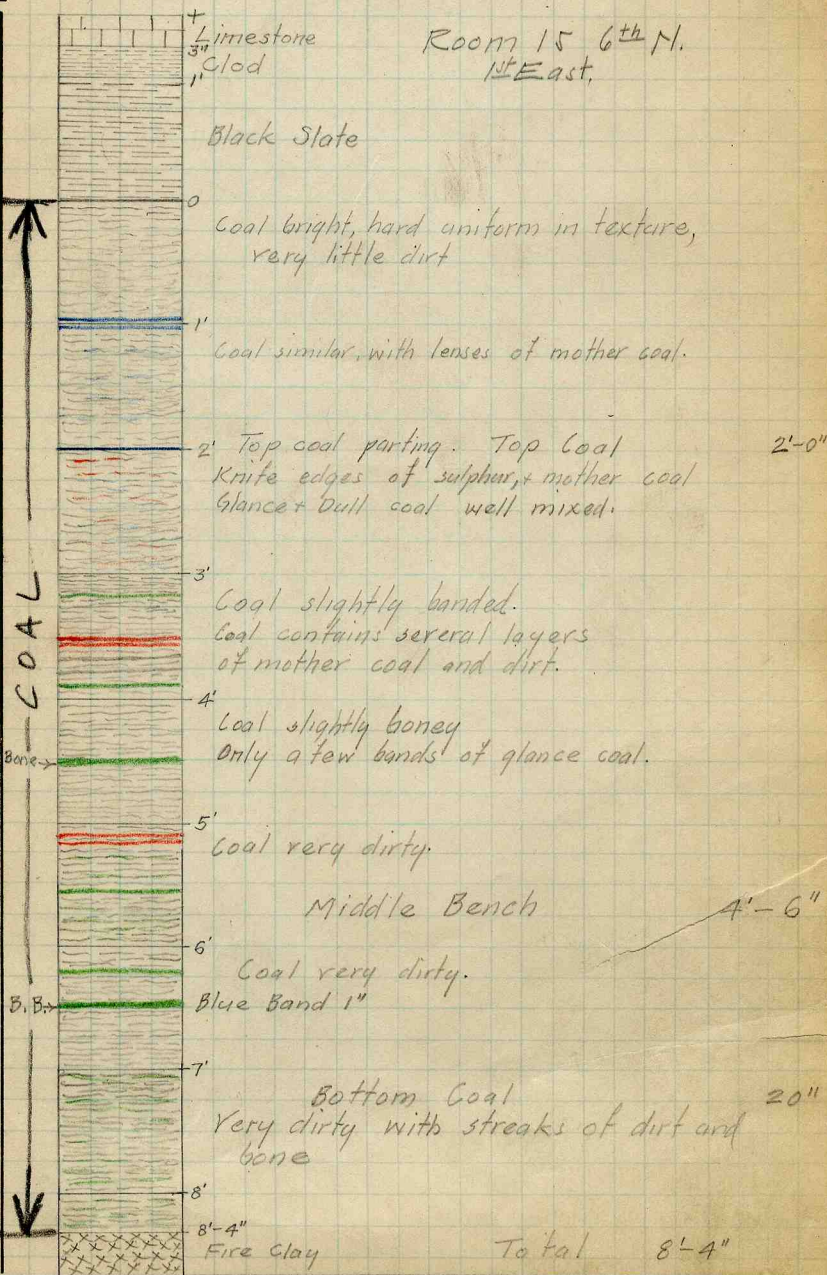 +
Limestone
Room 15 6th N.
3"
Clod
1st East.
1'
Black Slate
0
Coal bright, hard uniform in texture,
very little dirt
1'
Coal similar, with lenses of mother coal.
2' Top coal parting. Top Coal 2'-0"
Knife edges of sulphur, + mother coal
Glance + Dull coal well mixed.
3'
COAL
Coal slightly banded.
Coal contains several layers
of mother coal and dirt.
4'
Coal slightly boney
Bone
Only a few bands of glance coal.
5'
Coal very dirty.
Middle Bench 4'-6"
6'
Coal very dirty.
B.B. Blue Band 1"
7'
Bottom Coal 20"
Very dirty with streaks of dirt and
bone
8'
8'-4"
Fire Clay Total 8'-4"